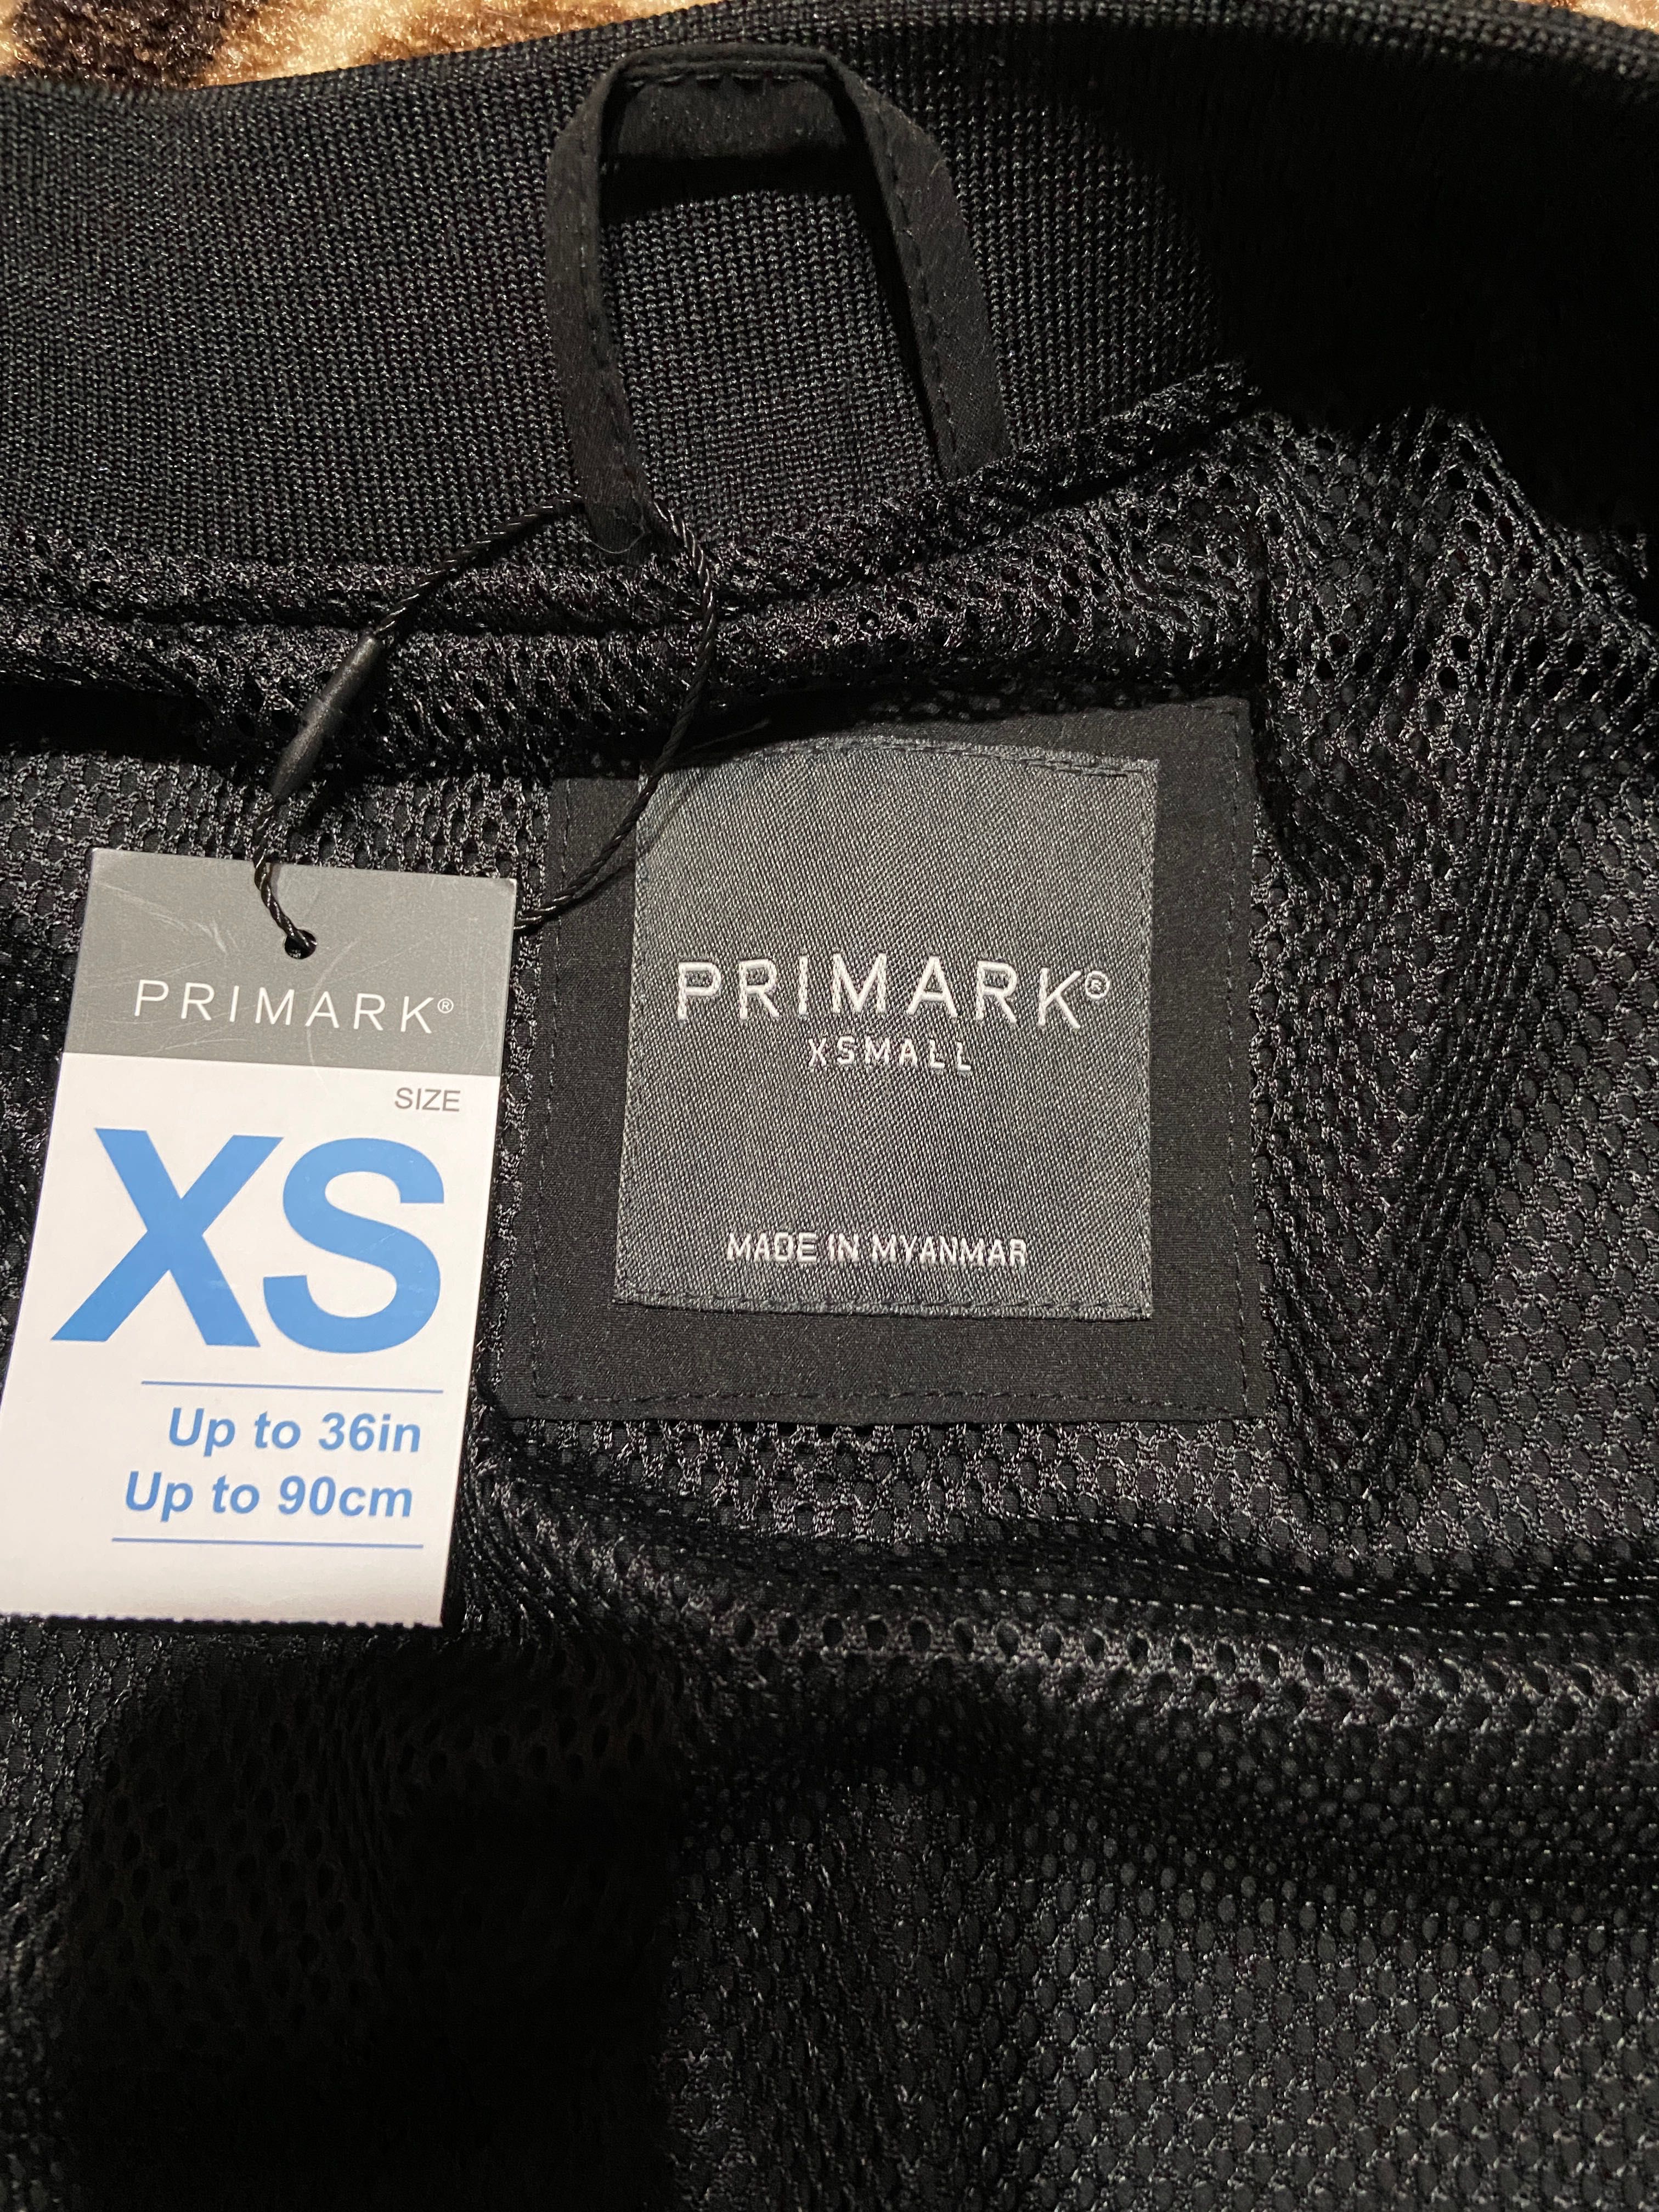 PRIMARK®
SIZE
XS
Up to 36in
Up to 90cm
PRIMARK®
XSMALL
MADE IN MYANMAR